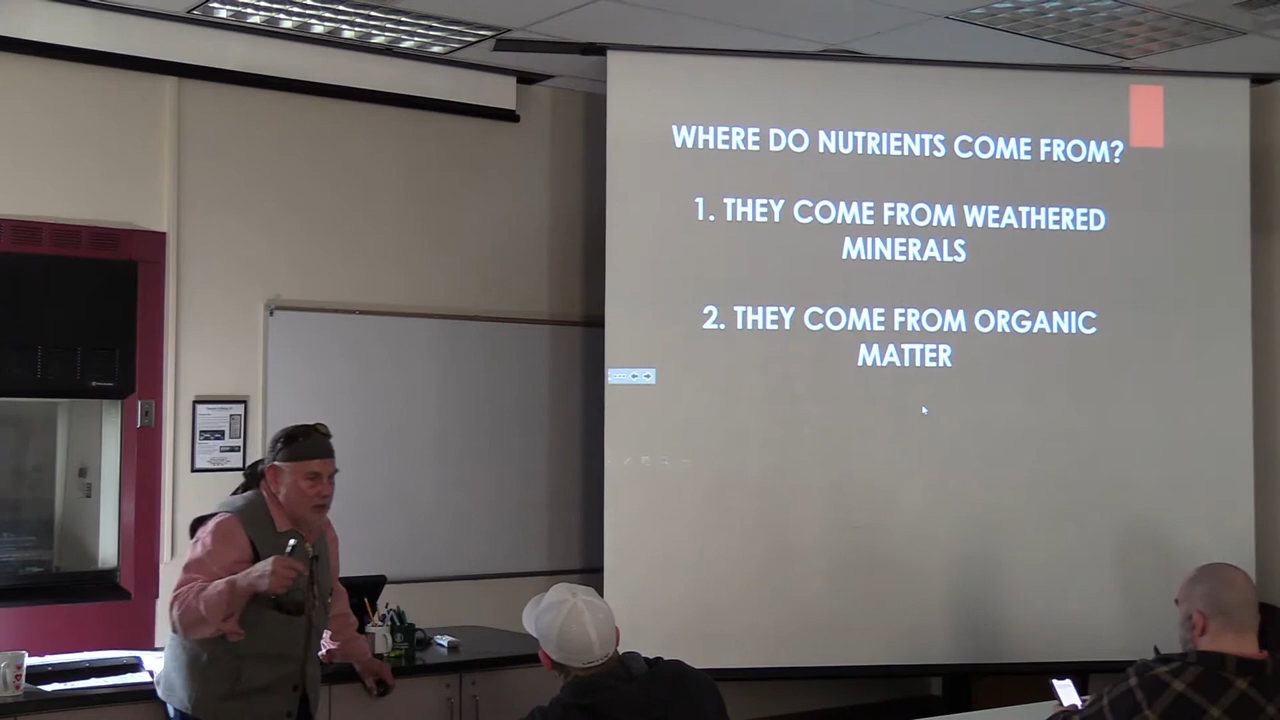 WHERE DO NUTRIENTS COME FROM?
1. THEY COME FROM WEATHERED
MINERALS
2. THEY COME FROM ORGANIC
MATTER